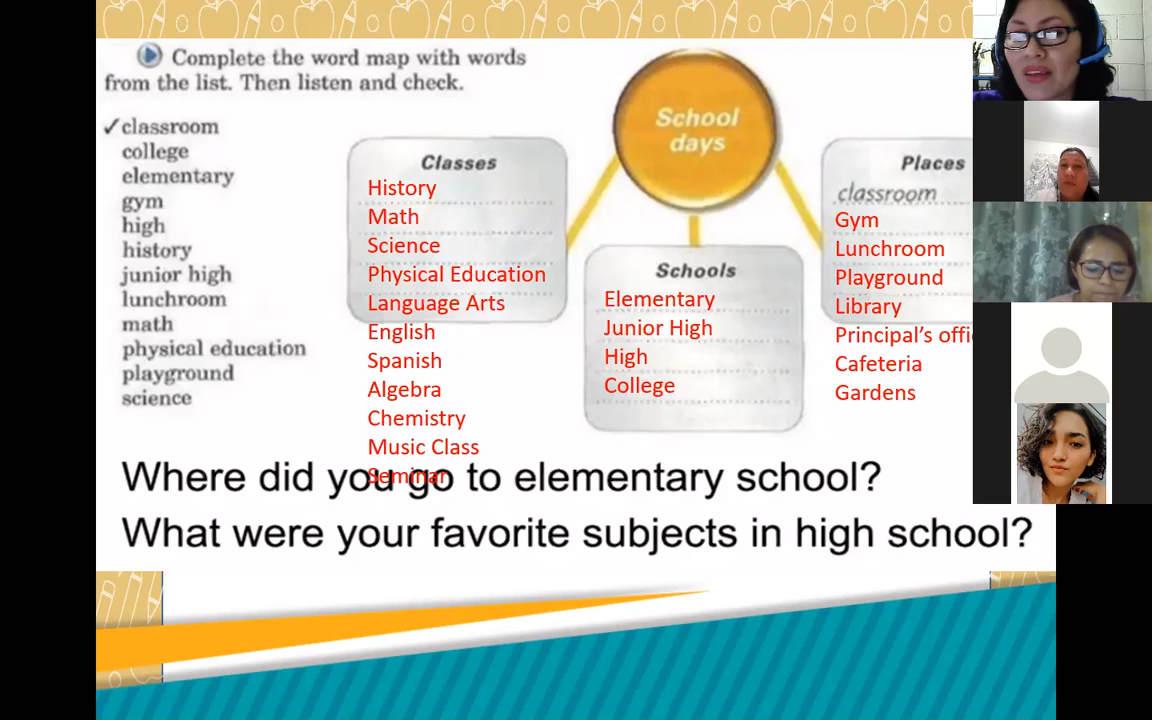 Complete the word map with words
from the list. Then listen and check.
✓classroom
college
elementary
gym
high
history
junior high
lunchroom
math
physical education
playground
science
School
days
Classes
History
Math
Science
Physical Education
Language Arts
English
Spanish
Algebra
Chemistry
Music Class
Seminar
Schools
Elementary
Junior High
High
College
Places
classroom
Gym
Lunchroom
Playground
Library
Principal's offi
Cafeteria
Gardens
Where did you go to elementary school?
What were your favorite subjects in high school?